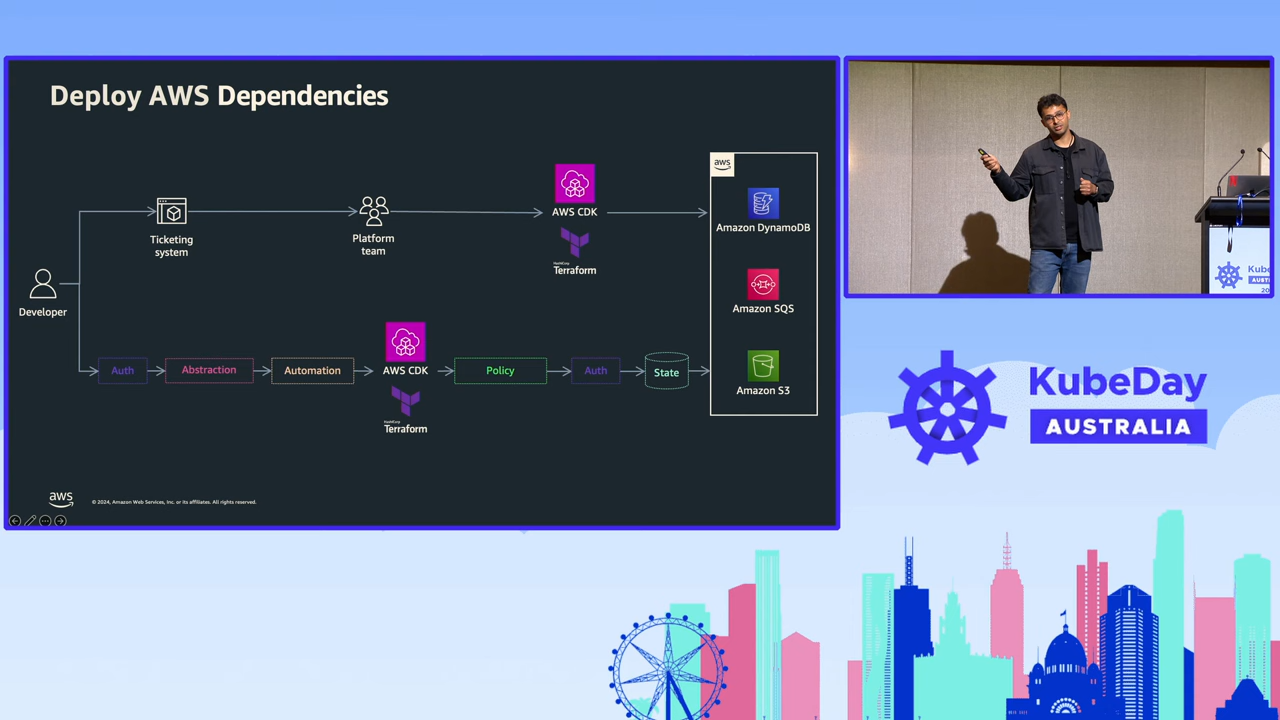 Deploy AWS Dependencies
Ticketing
system
Platform
team
AWS CDK
HashiCorp
Terraform
aws
Amazon DynamoDB
Amazon SQS
Amazon S3
Developer
Auth
Abstraction
Automation
AWS CDK
HashiCorp
Terraform
Policy
Auth
State
aws
© 2024, Amazon Web Services, Inc. or its affiliates. All rights reserved.
KubeDay
AUSTRALIA